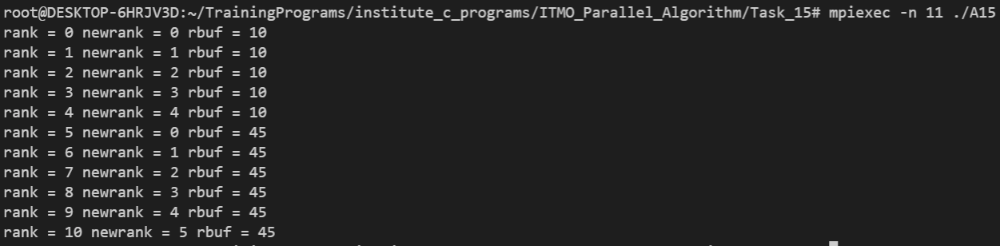 root@DESKTOP-6HRJV3D:~/TrainingPrograms/institute_c_programs/ITMO_Parallel_Algorithm/Task_15# mpiexec -n 11 ./A15
rank = 0 newrank = 0 rbuf = 10
rank = 1 newrank = 1 rbuf = 10
rank = 2 newrank = 2 rbuf = 10
rank = 3 newrank = 3 rbuf = 10
rank = 4 newrank = 4 rbuf = 10
rank = 5 newrank = 0 rbuf = 45
rank = 6 newrank = 1 rbuf = 45
rank = 7 newrank = 2 rbuf = 45
rank = 8 newrank = 3 rbuf = 45
rank = 9 newrank = 4 rbuf = 45
rank = 10 newrank = 5 rbuf = 45